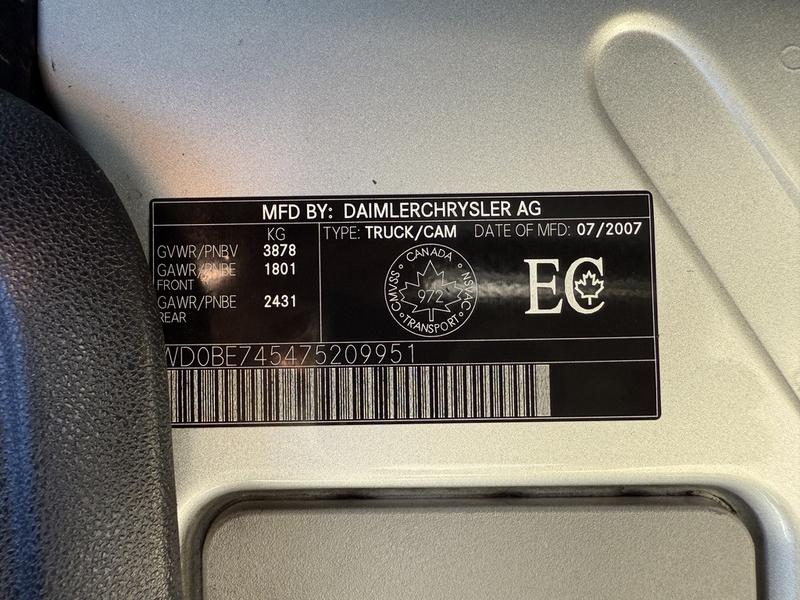 MFD BY: DAIMLERCHRYSLER AG
KG
GVWR/PNBV 3878
GAWR/PNBE 1801
FRONT
GAWR/PNBE 2431
REAR
TYPE: TRUCK/CAM DATE OF MFD: 07/2007
CANADA
CMVSS NSVAC
972
TRANSPORT
EC
WD0BE745475209951